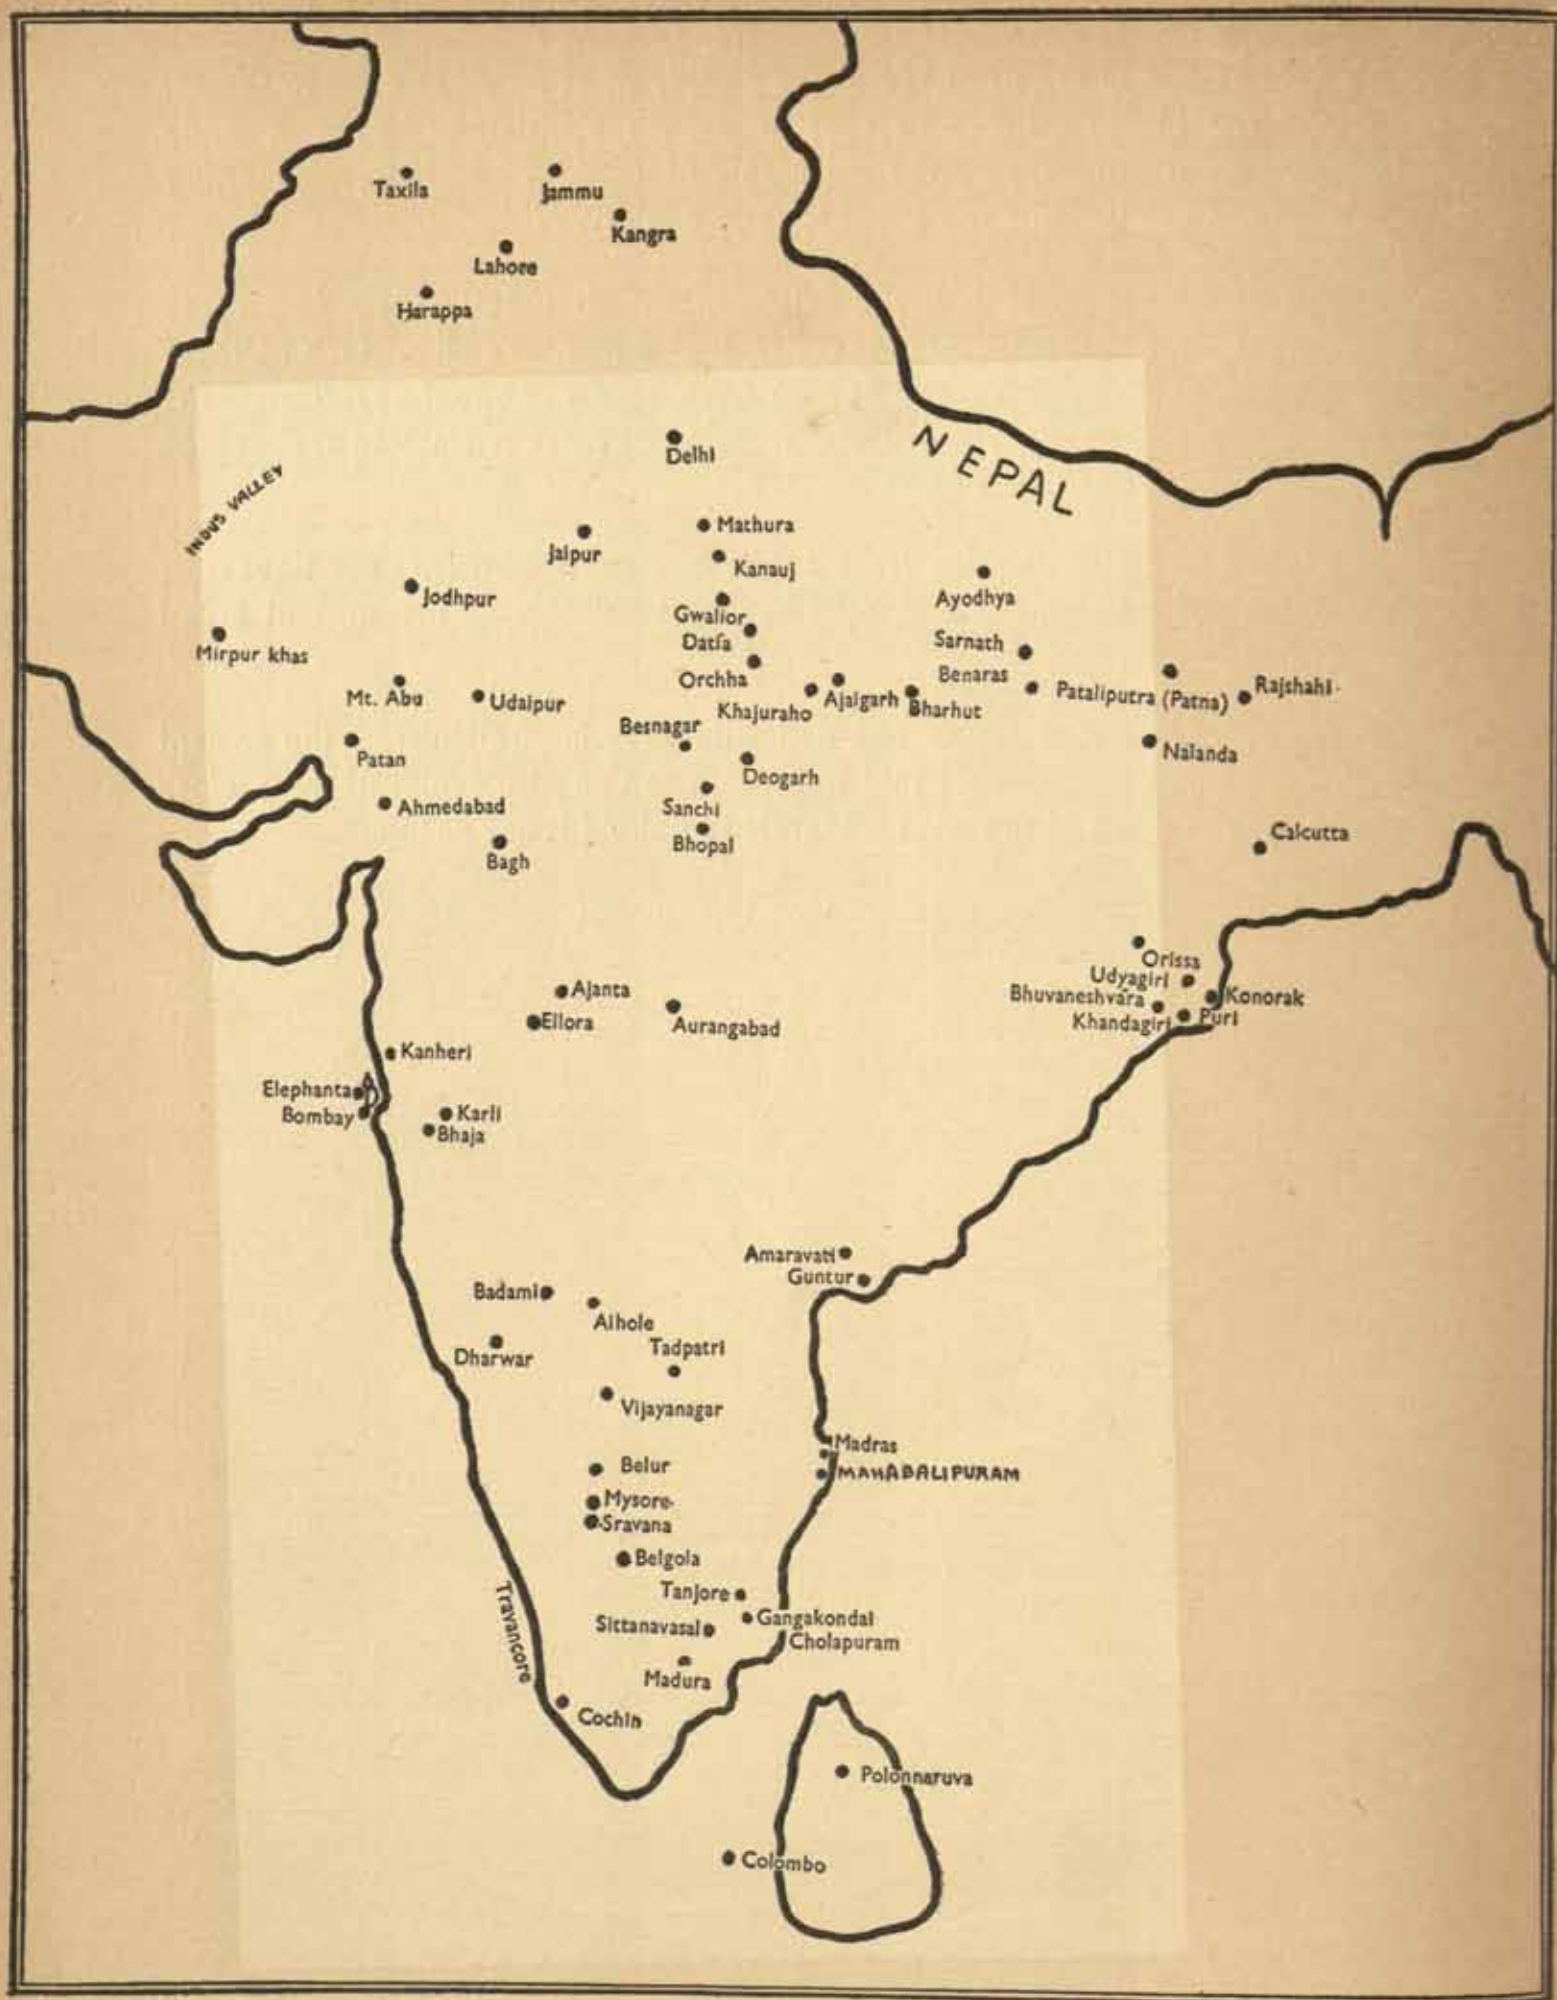 Taxila
Jammu
Kangra
Lahore
Harappa
Delhi
NEPAL
INDUS VALLEY
Mathura
Jaipur
Kanauj
Jodhpur
Ayodhya
Gwalior
Datia
Sarnath
Mirpur khas
Orchha
Benaras
Pataliputra (Patna)
Rajshahi
Mt. Abu
Udaipur
Khajuraho
Ajaigarh
Bharhut
Besnagar
Patan
Nalanda
Deogarh
Ahmedabad
Sanchi
Calcutta
Bhopal
Bagh
Orissa
Udyagiri
Ajanta
Bhuvaneshvara
Konorak
Ellora
Aurangabad
Khandagiri
Puri
Kanheri
Elephanta
Bombay
Karli
Bhaja
Amaravati
Guntur
Badami
Aihole
Tadpatri
Dharwar
Vijayanagar
Madras
Belur
MAHABALIPURAM
Mysore
Sravana
Belgola
Tanjore
Gangakondai
Cholapuram
Sittanavasal
Travancore
Madura
Cochin
Polonnaruva
Colombo